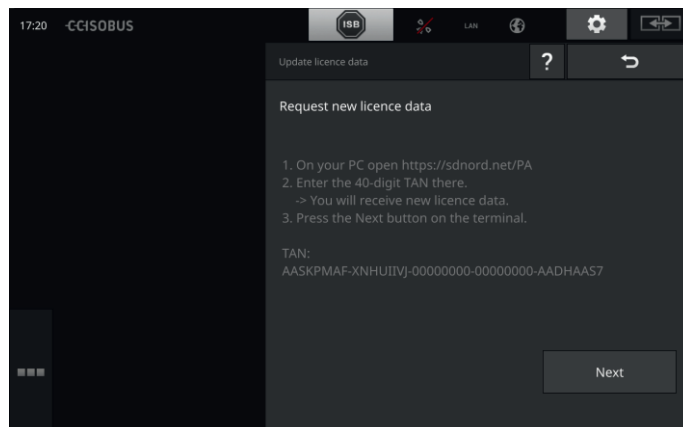 17:20 CCISOBUS ISB LAN
Update licence data ?
Request new licence data
1. On your PC open https://sdnord.net/PA
2. Enter the 40-digit TAN there.
-> You will receive new licence data.
3. Press the Next button on the terminal.
TAN:
AASKPMAF-XNHUIIVJ-00000000-00000000-AADHAAS7
Next